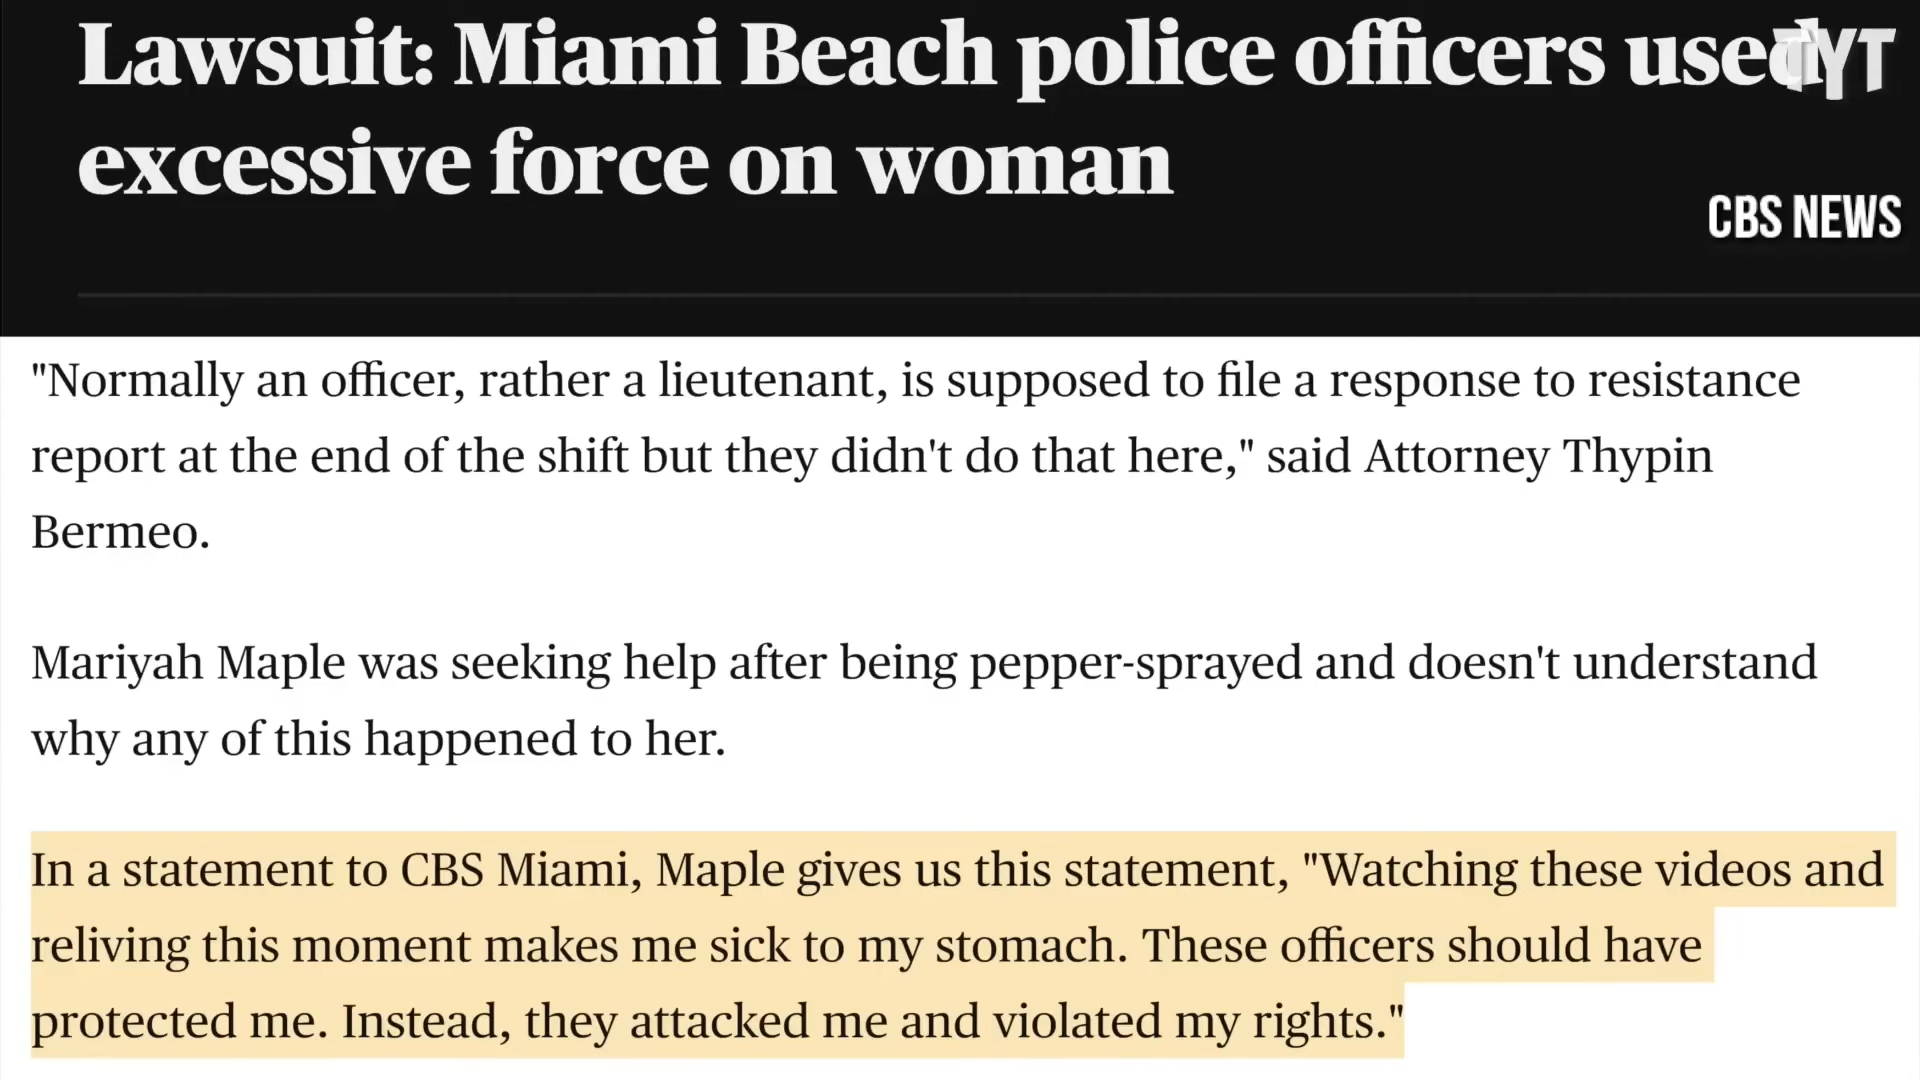 Lawsuit: Miami Beach police officers used
TYT
excessive force on woman
CBS NEWS
"Normally an officer, rather a lieutenant, is supposed to file a response to resistance
report at the end of the shift but they didn't do that here," said Attorney Thypin
Bermeo.
Mariyah Maple was seeking help after being pepper-sprayed and doesn't understand
why any of this happened to her.
In a statement to CBS Miami, Maple gives us this statement, "Watching these videos and
reliving this moment makes me sick to my stomach. These officers should have
protected me. Instead, they attacked me and violated my rights."